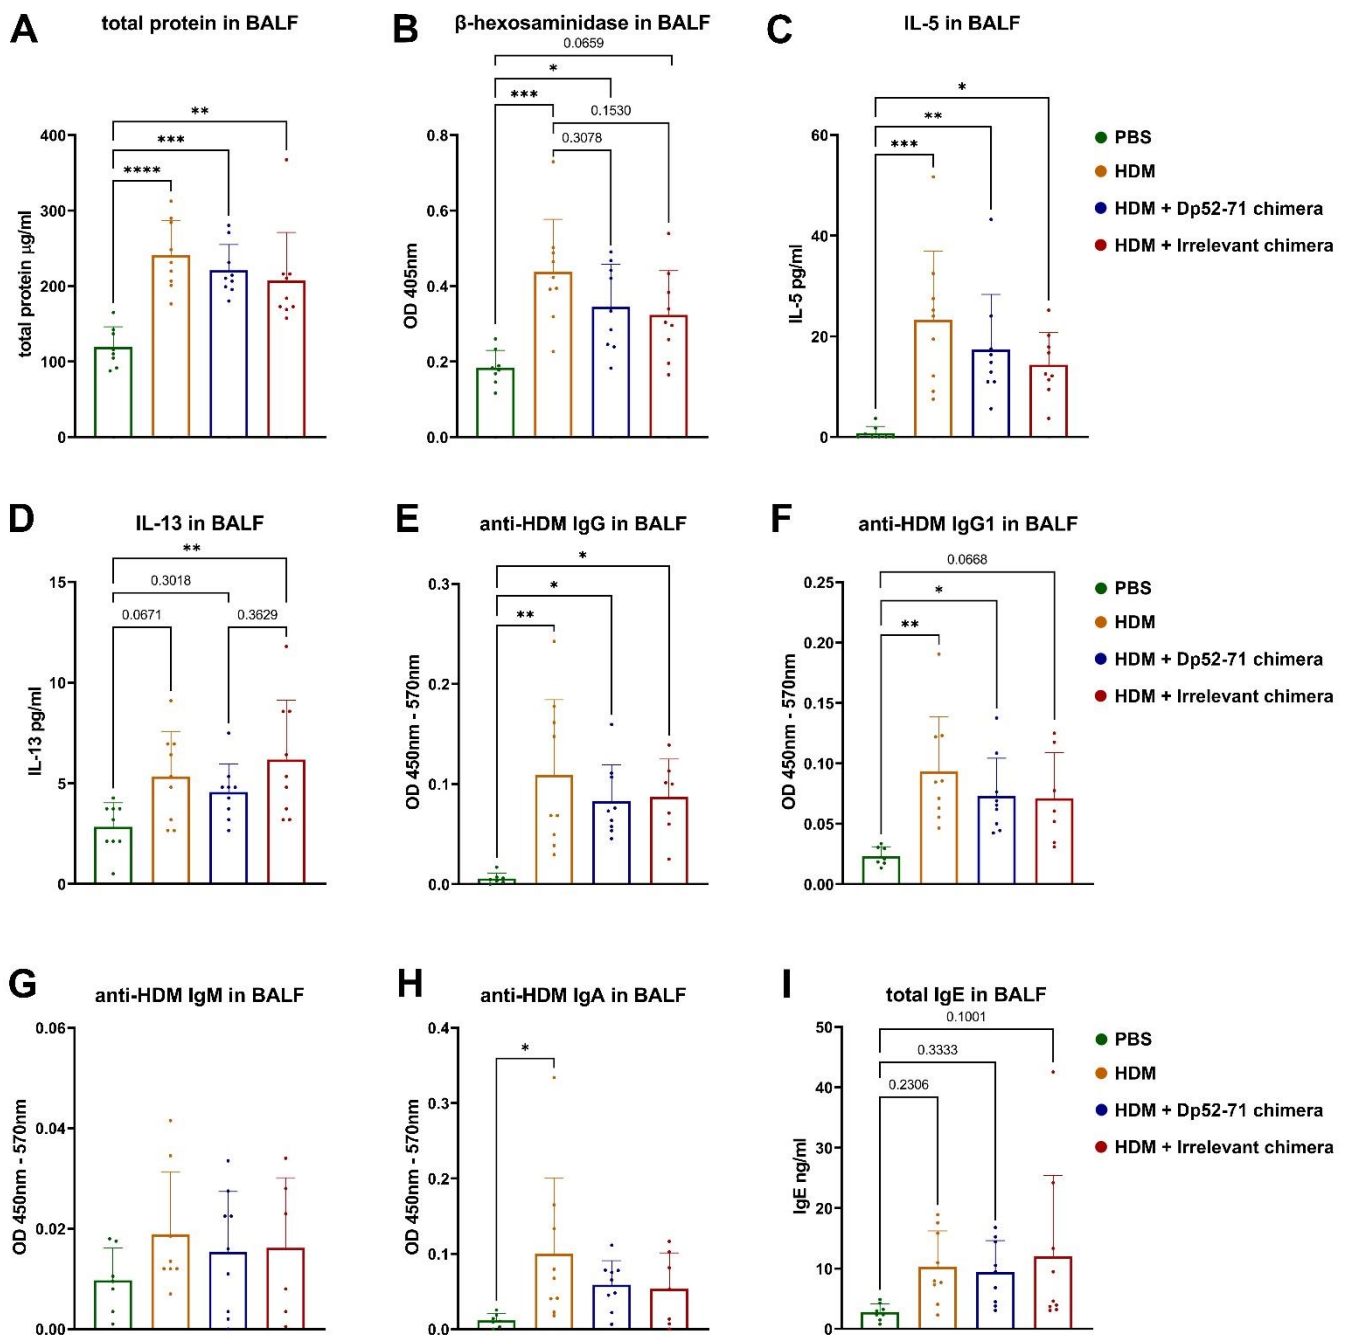 A
total protein in BALF
**
***
****
400
300
200
100
0
total protein µg/ml
B
β-hexosaminidase in BALF
0.0659
*
***
0.1530
0.3078
0.8
0.6
0.4
0.2
0.0
OD 405nm
C
IL-5 in BALF
*
**
***
60
40
20
0
IL-5 pg/ml
PBS
HDM
HDM + Dp52-71 chimera
HDM + Irrelevant chimera
D
IL-13 in BALF
**
0.3018
0.0671
0.3629
15
10
5
0
IL-13 pg/ml
E
anti-HDM IgG in BALF
*
*
**
0.3
0.2
0.1
0.0
OD 450nm - 570nm
F
anti-HDM IgG1 in BALF
0.0668
*
**
0.25
0.20
0.15
0.10
0.05
0.00
OD 450nm - 570nm
PBS
HDM
HDM + Dp52-71 chimera
HDM + Irrelevant chimera
G
anti-HDM IgM in BALF
0.06
0.04
0.02
0.00
OD 450nm - 570nm
H
anti-HDM IgA in BALF
*
0.4
0.3
0.2
0.1
0.0
OD 450nm - 570nm
I
total IgE in BALF
0.1001
0.3333
0.2306
50
40
30
20
10
0
IgE ng/ml
PBS
HDM
HDM + Dp52-71 chimera
HDM + Irrelevant chimera